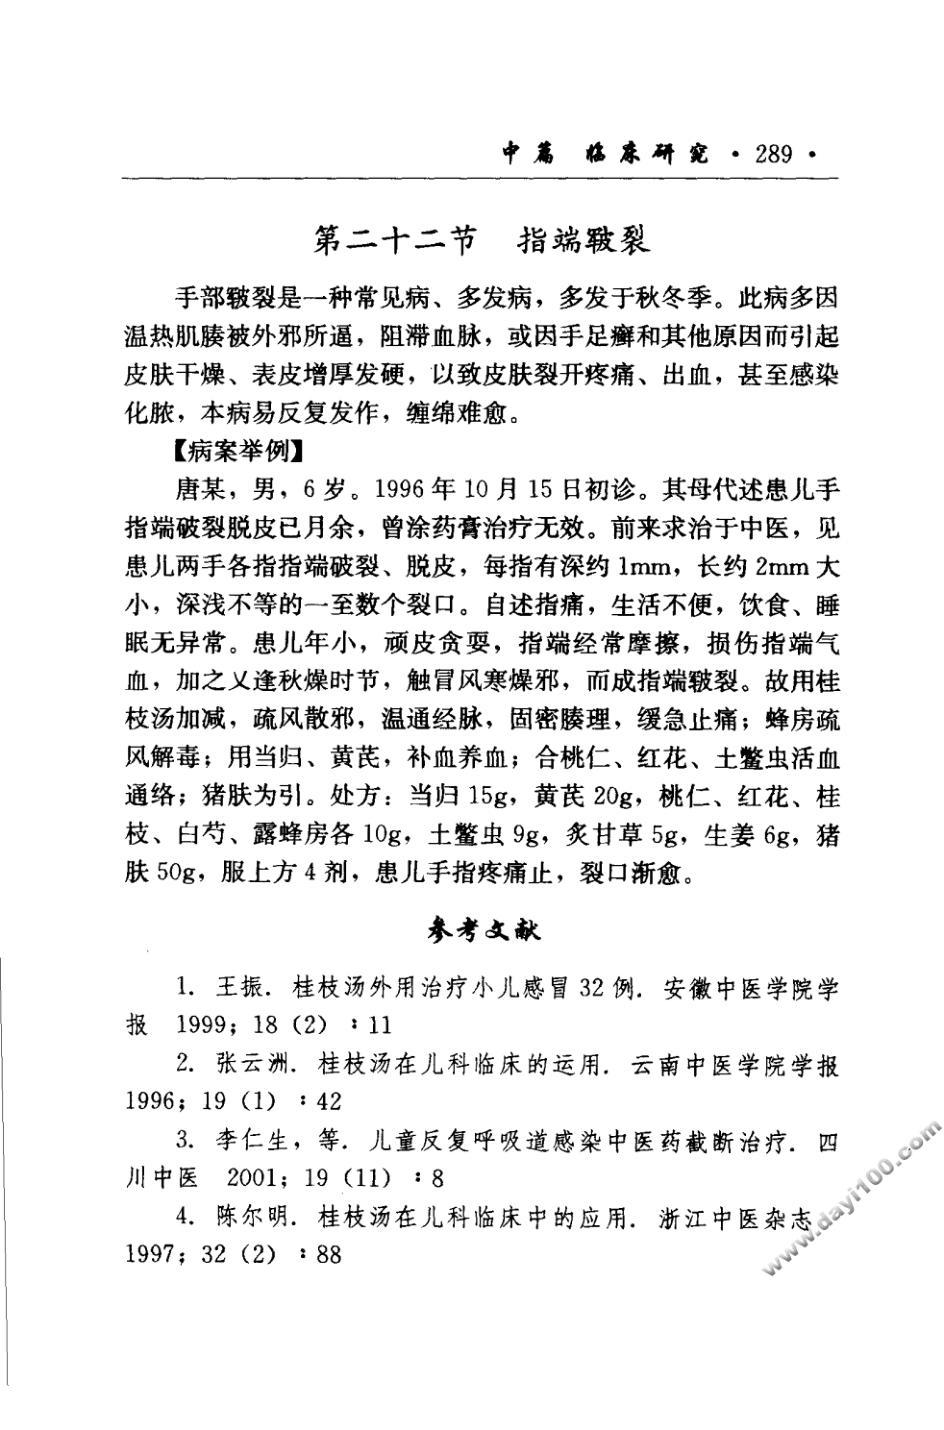 中篇 临床研究 · 289 ·
第二十二节 指端皲裂
手部皲裂是一种常见病、多发病，多发于秋冬季。此病多因
温热肌腠被外邪所逼，阻滞血脉，或因手足癣和其他原因而引起
皮肤干燥、表皮增厚发硬，以致皮肤裂开疼痛、出血，甚至感染
化脓，本病易反复发作，缠绵难愈。
【病案举例】
唐某，男，6岁。1996年10月15日初诊。其母代述患儿手
指端破裂脱皮已月余，曾涂药膏治疗无效。前来求治于中医，见
患儿两手各指指端破裂、脱皮，每指有深约1mm，长约2mm大
小，深浅不等的一至数个裂口。自述指痛，生活不便，饮食、睡
眠无异常。患儿年小，顽皮贪耍，指端经常摩擦，损伤指端气
血，加之又逢秋燥时节，触冒风寒燥邪，而成指端皲裂。故用桂
枝汤加减，疏风散邪，温通经脉，固密腠理，缓急止痛；蜂房疏
风解毒；用当归、黄芪，补血养血；合桃仁、红花、土鳖虫活血
通络；猪肤为引。处方：当归15g，黄芪20g，桃仁、红花、桂
枝、白芍、露蜂房各10g，土鳖虫9g，炙甘草5g，生姜6g，猪
肤50g，服上方4剂，患儿手指疼痛止，裂口渐愈。
参考文献
1. 王振. 桂枝汤外用治疗小儿感冒32例. 安徽中医学院学
报 1999；18（2）：11
2. 张云洲. 桂枝汤在儿科临床的运用. 云南中医学院学报
1996；19（1）：42
3. 李仁生，等. 儿童反复呼吸道感染中医药截断治疗. 四
川中医 2001；19（11）：8
4. 陈尔明. 桂枝汤在儿科临床中的应用. 浙江中医杂志
1997；32（2）：88
www.dayi100.com